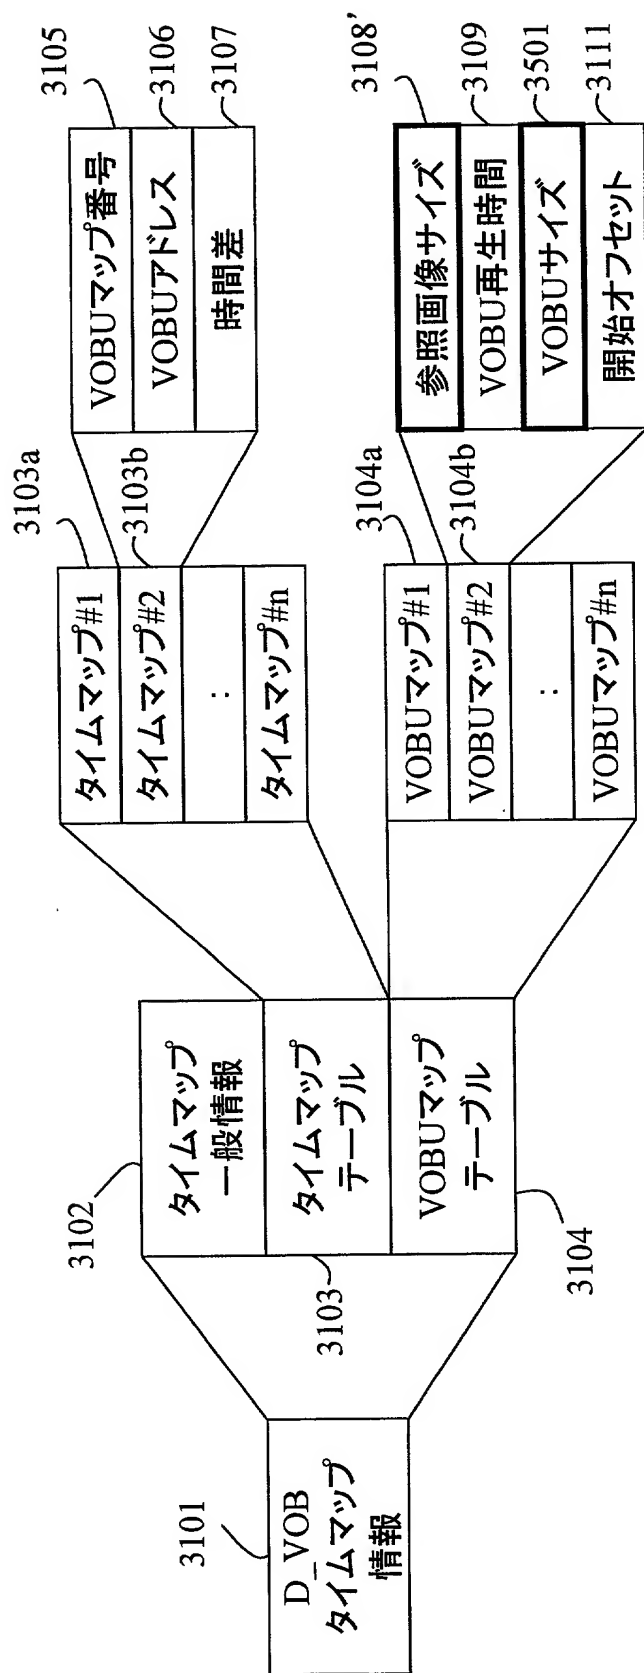 3101
D_VOB
タイムマップ
情報
3102
タイムマップ
一般情報
タイムマップ
テーブル
3103
VOBUマップ
テーブル
3104
3103a
タイムマップ#1
3103b
タイムマップ#2
:
タイムマップ#n
3104a
VOBUマップ#1
3104b
VOBUマップ#2
:
VOBUマップ#n
3105
VOBUマップ番号
3106
VOBUアドレス
3107
時間差
3108'
参照画像サイズ
3109
VOBU再生時間
3501
VOBUサイズ
3111
開始オフセット